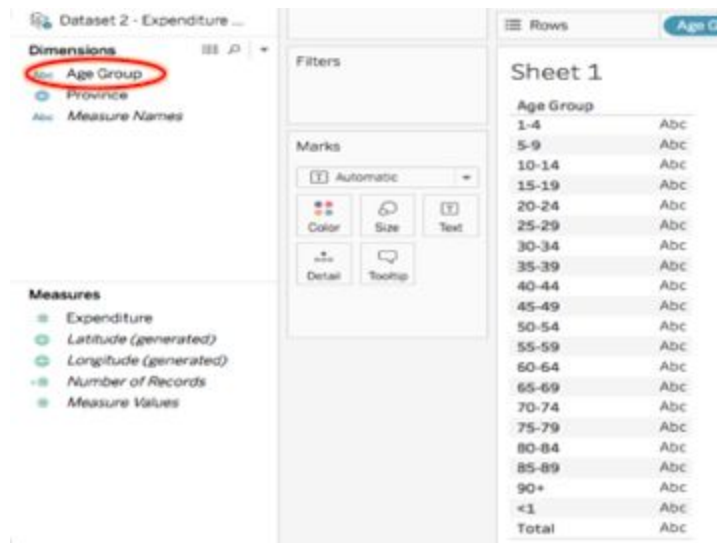 Dataset 2 - Expenditure ...
Dimensions
Abc Age Group
Province
Abc Measure Names
Measures
Expenditure
Latitude (generated)
Longitude (generated)
Number of Records
Measure Values
Filters
Marks
T Automatic
Color Size Text
Detail Tooltip
Rows Age G
Sheet 1
Age Group
1-4 Abc
5-9 Abc
10-14 Abc
15-19 Abc
20-24 Abc
25-29 Abc
30-34 Abc
35-39 Abc
40-44 Abc
45-49 Abc
50-54 Abc
55-59 Abc
60-64 Abc
65-69 Abc
70-74 Abc
75-79 Abc
80-84 Abc
85-89 Abc
90+ Abc
<1 Abc
Total Abc